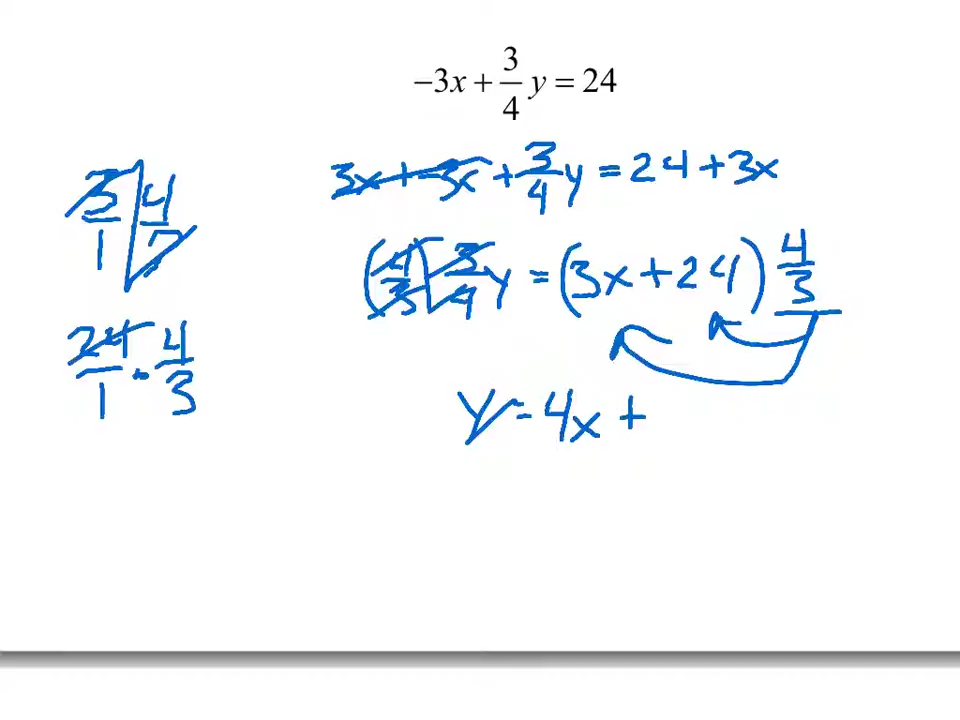 −3x + 3/4 y = 24
3x + -3x + 3/4 y = 24 + 3x
3/1 4/3
(4/3) 3/4 y = (3x + 24) 4/3
24/1 · 4/3
y = 4x +